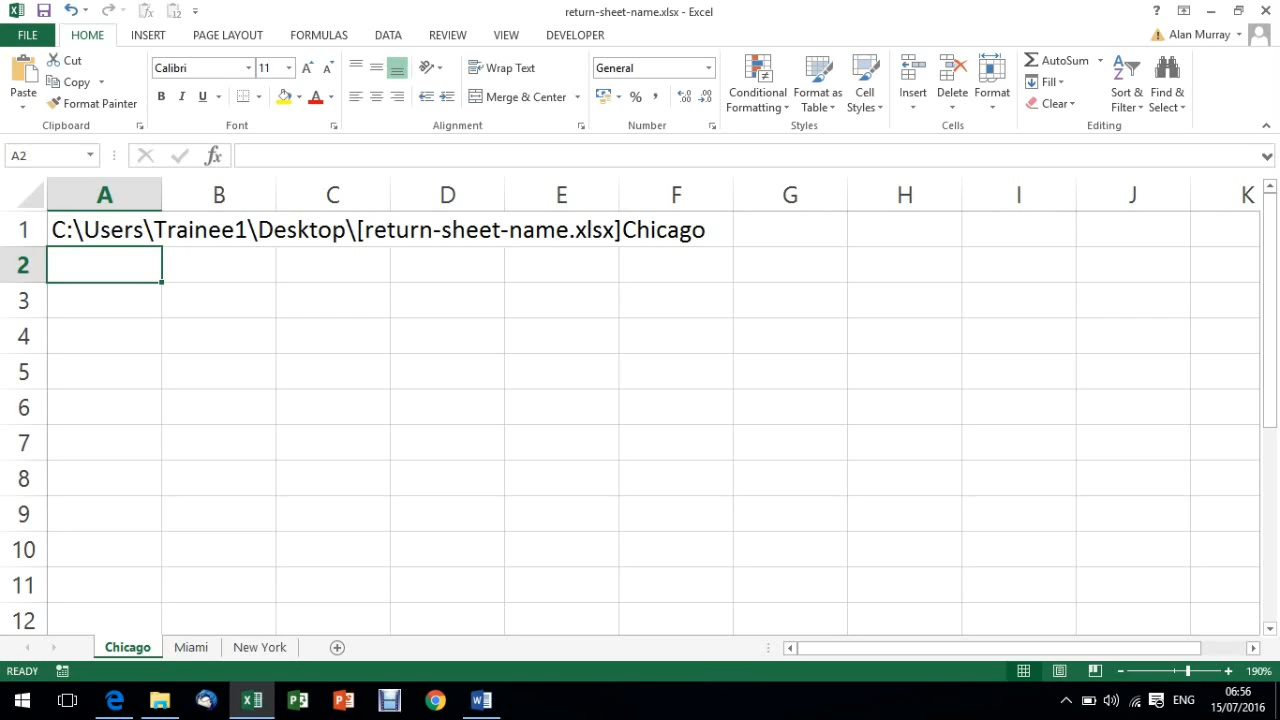 return-sheet-name.xlsx - Excel
FILE HOME INSERT PAGE LAYOUT FORMULAS DATA REVIEW VIEW DEVELOPER Alan Murray
Paste
Cut
Copy
Format Painter
Clipboard
Calibri 11
B I U
Font
Wrap Text
Merge & Center
Alignment
General
Number
Conditional
Formatting
Format as
Table
Cell
Styles
Styles
Insert
Delete
Format
Cells
AutoSum
Fill
Clear
Sort &
Filter
Find &
Select
Editing
A2
fx
A B C D E F G H I J K
1 C:\Users\Trainee1\Desktop\[return-sheet-name.xlsx]Chicago
2
3
4
5
6
7
8
9
10
11
12
Chicago Miami New York
READY 190%
ENG
06:56
15/07/2016